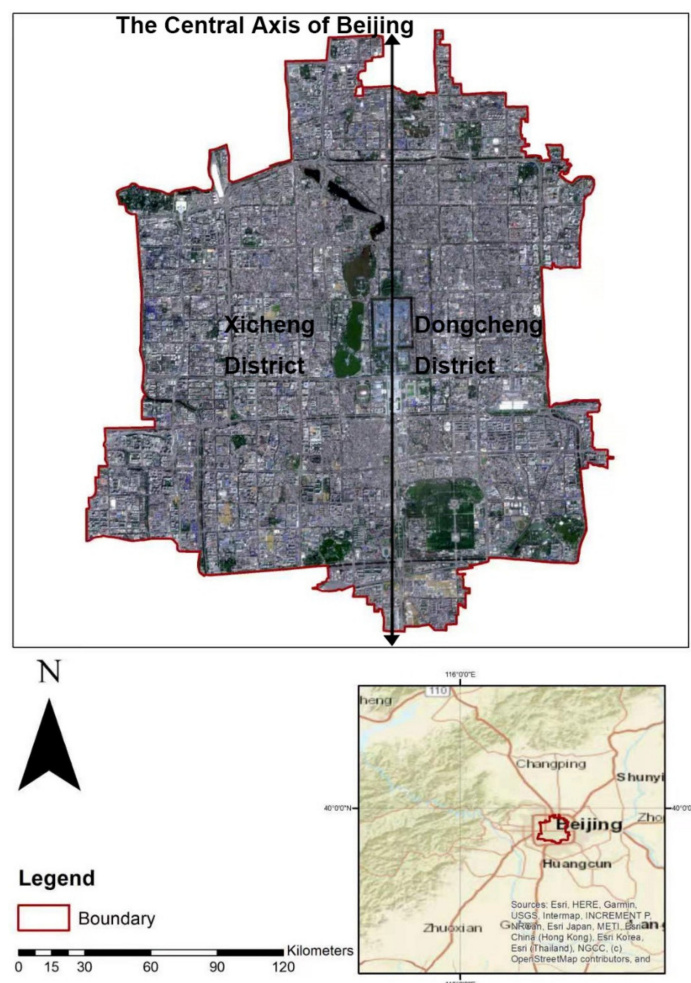 The Central Axis of Beijing
Xicheng
District
Dongcheng
District
N
Legend
Boundary
Kilometers
0 15 30 60 90 120
116°0'0"E
110
heng
Changping
Shunyi
40°0'0"N
40°0'
Beijing
Zho
Huangcun
Zhuoxian
Sources: Esri, HERE, Garmin,
USGS, Intermap, INCREMENT P,
NRCan, Esri Japan, METI, Esri
China (Hong Kong), Esri Korea,
Esri (Thailand), NGCC, (c)
OpenStreetMap contributors, and